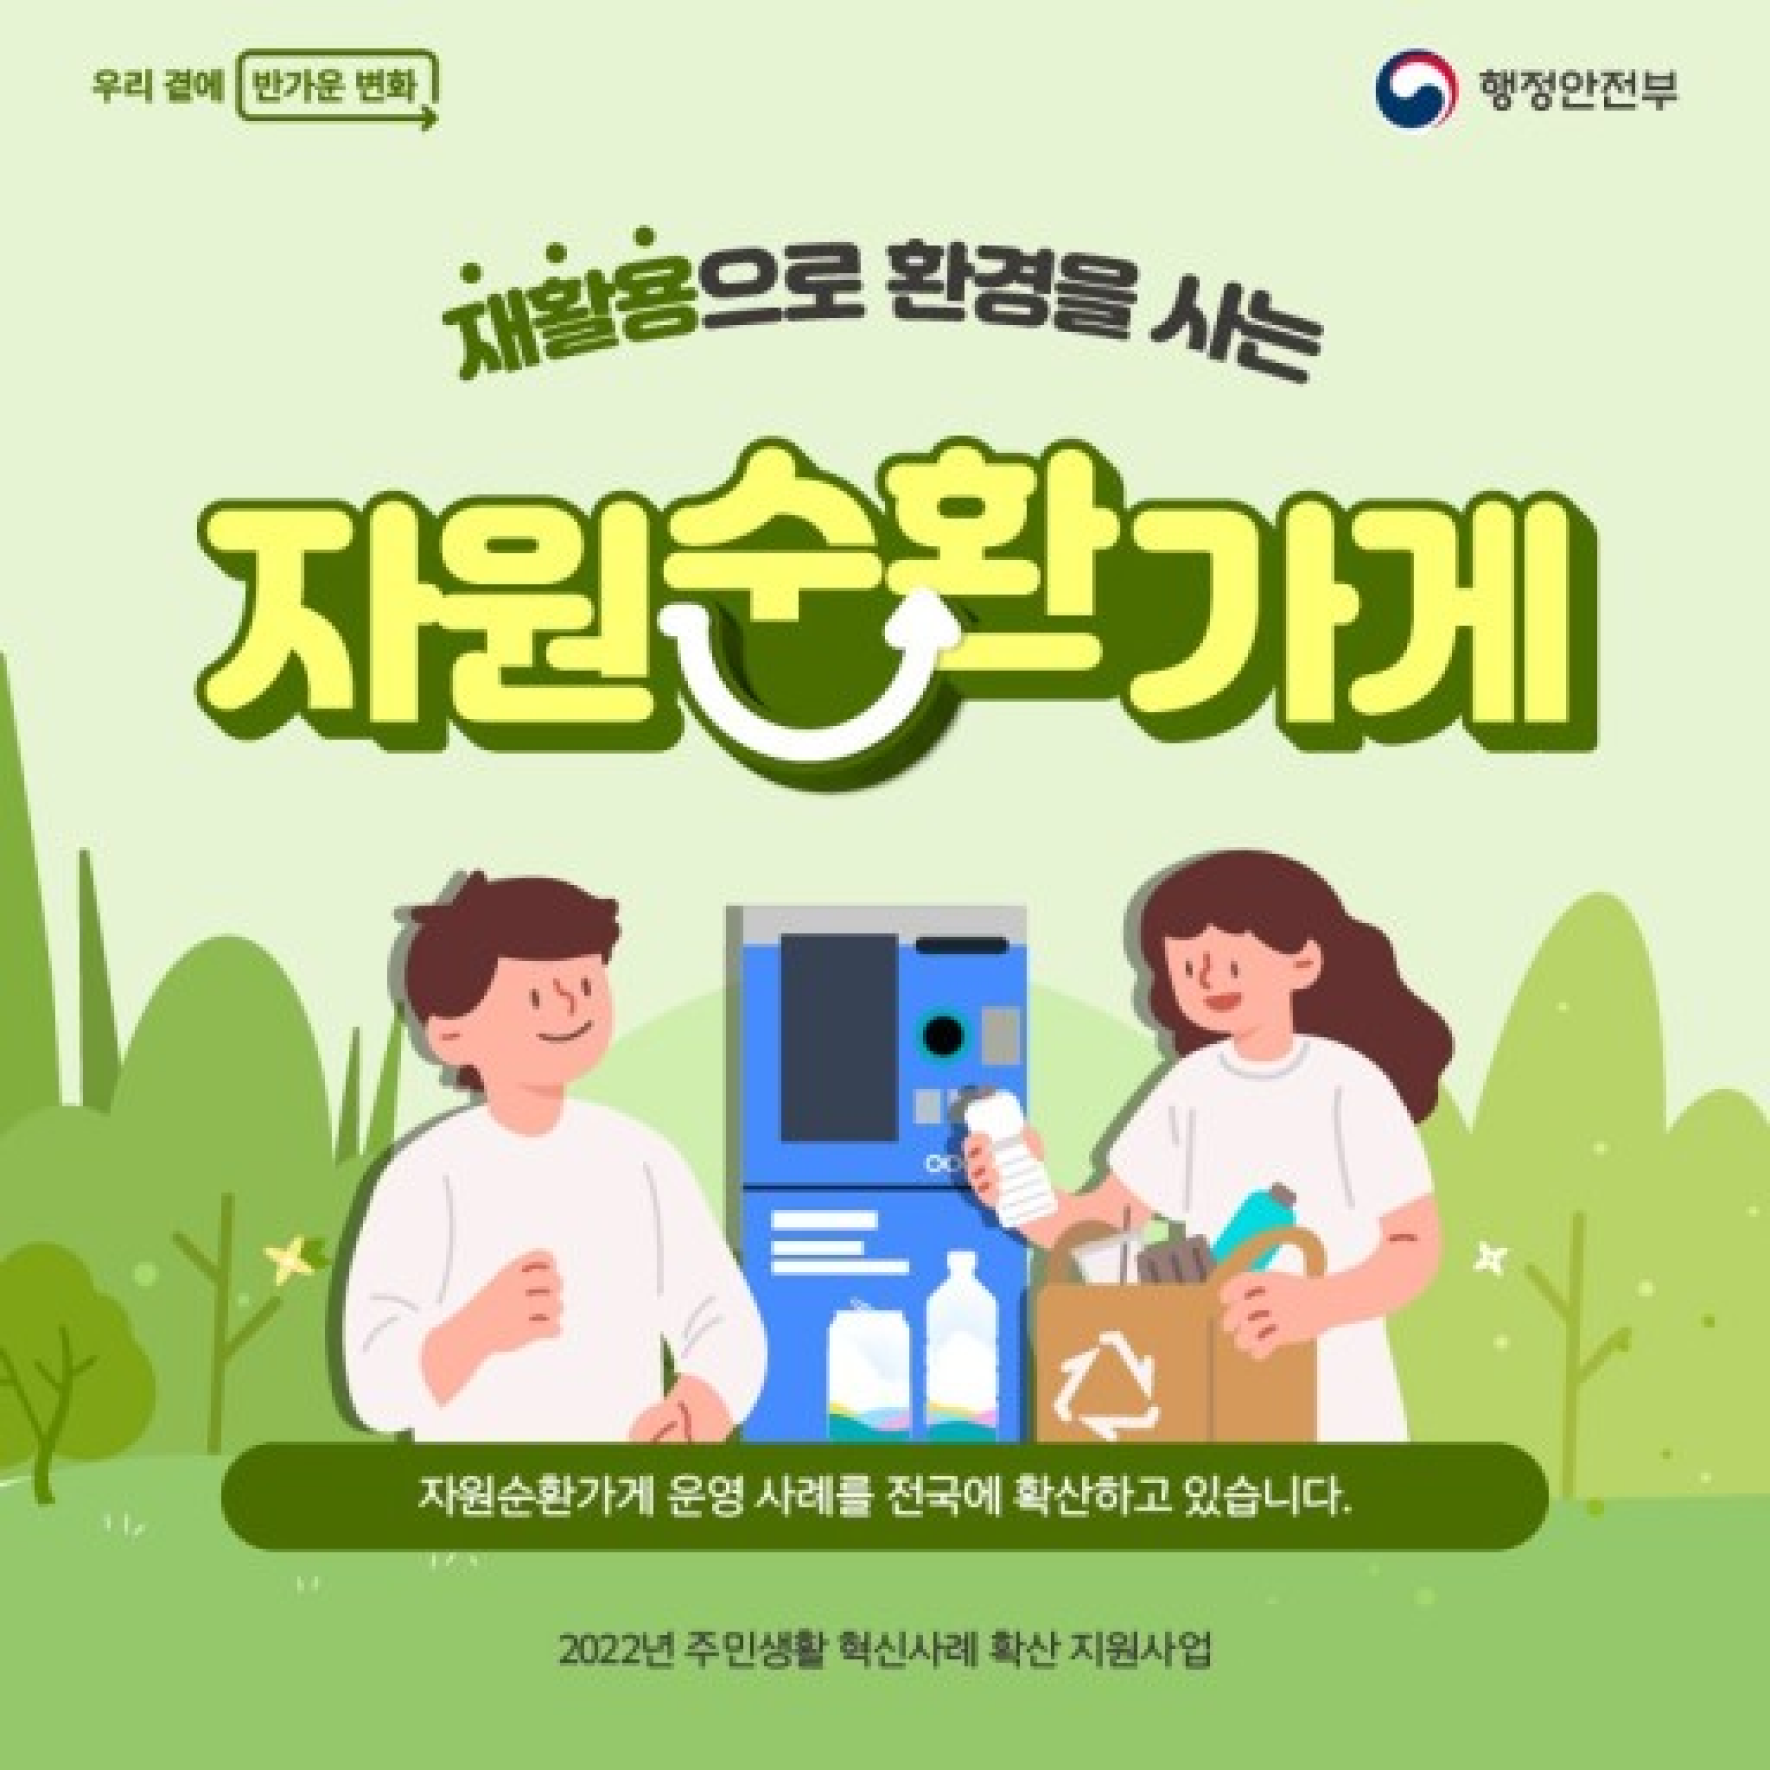 우리 곁에 반가운 변화
행정안전부
재활용으로 환경을 사는
자원순환가게
자원순환가게 운영 사례를 전국에 확산하고 있습니다.
2022년 주민생활 혁신사례 확산 지원사업